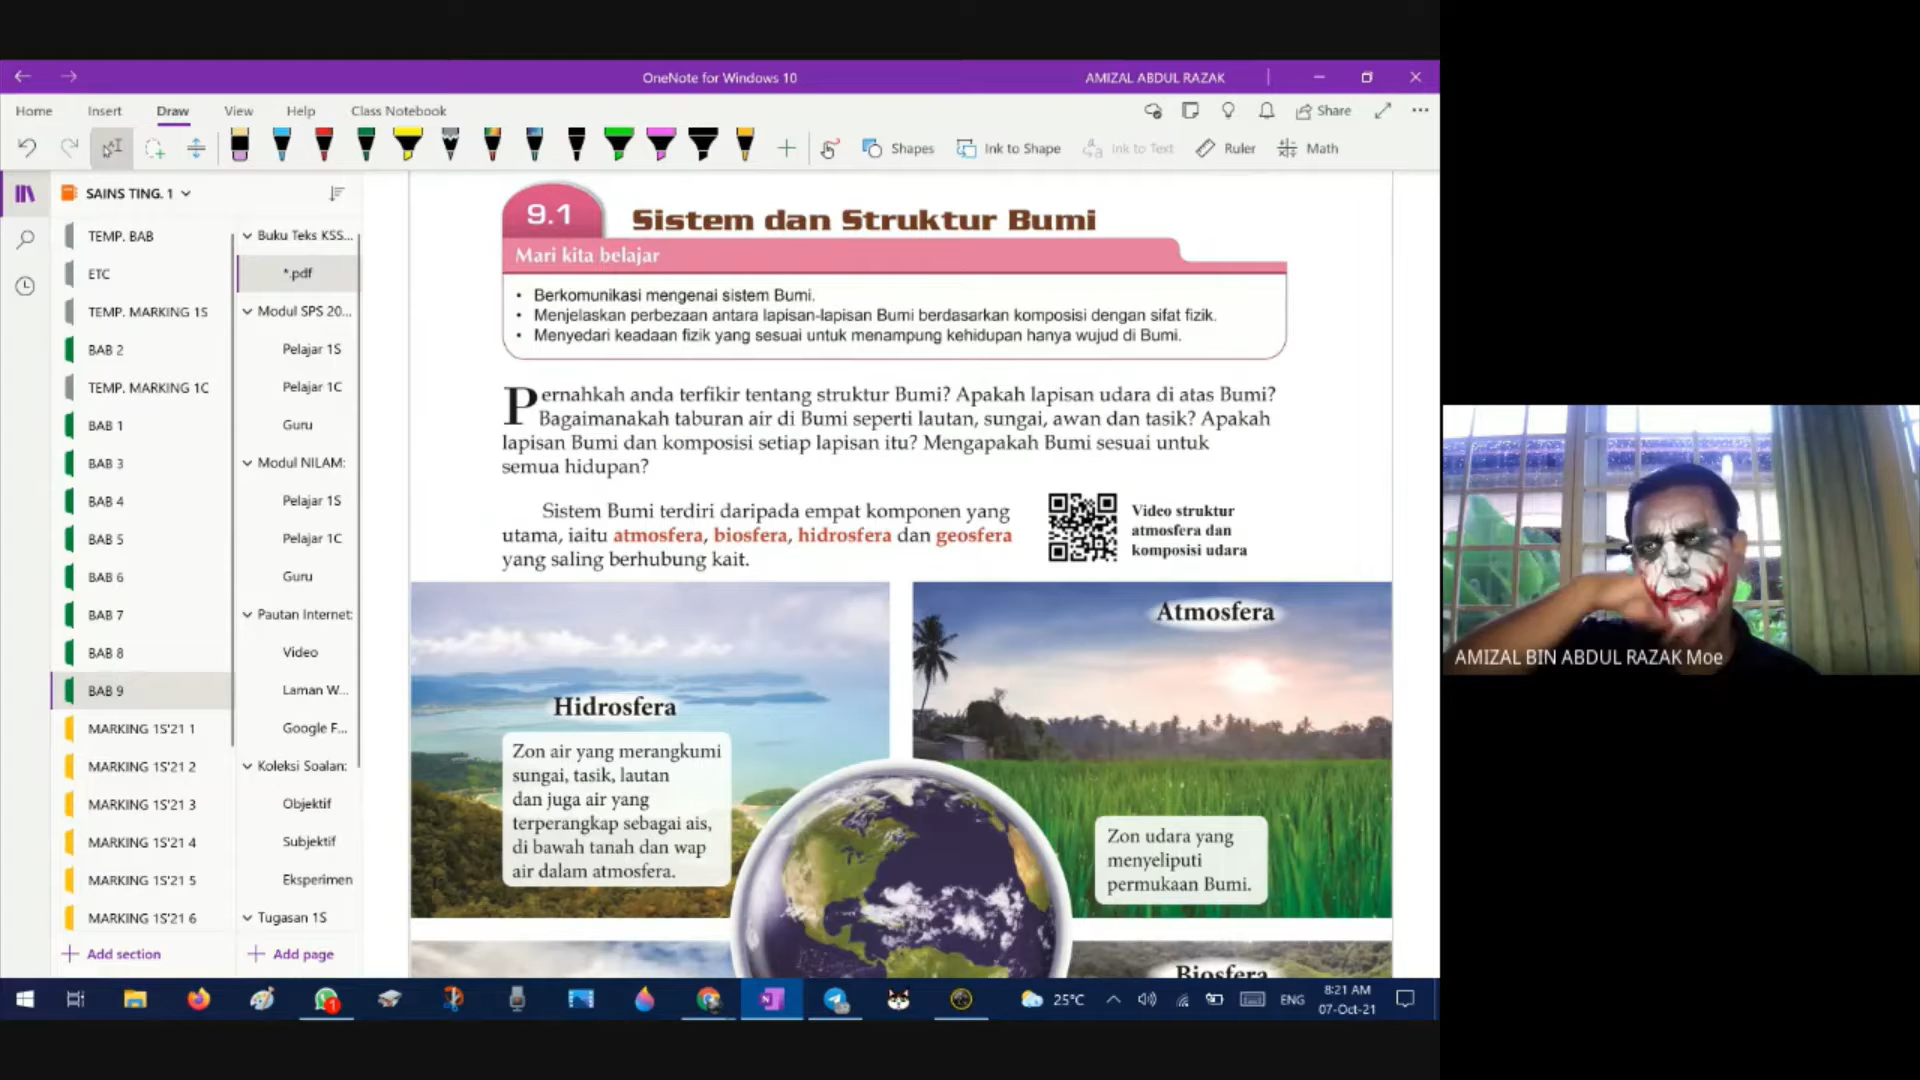 OneNote for Windows 10
AMIZAL ABDUL RAZAK
Home
Insert
Draw
View
Help
Class Notebook
Share
Shapes
Ink to Shape
Ink to Text
Ruler
Math
SAINS TING. 1
TEMP. BAB
ETC
TEMP. MARKING 1S
BAB 2
TEMP. MARKING 1C
BAB 1
BAB 3
BAB 4
BAB 5
BAB 6
BAB 7
BAB 8
BAB 9
MARKING 1S'21 1
MARKING 1S'21 2
MARKING 1S'21 3
MARKING 1S'21 4
MARKING 1S'21 5
MARKING 1S'21 6
Add section
Buku Teks KSS...
*.pdf
Modul SPS 20...
Pelajar 1S
Pelajar 1C
Guru
Modul NILAM:
Pelajar 1S
Pelajar 1C
Guru
Pautan Internet:
Video
Laman W...
Google F...
Koleksi Soalan:
Objektif
Subjektif
Eksperimen
Tugasan 1S
Add page
9.1 Sistem dan Struktur Bumi
Mari kita belajar
• Berkomunikasi mengenai sistem Bumi.
• Menjelaskan perbezaan antara lapisan-lapisan Bumi berdasarkan komposisi dengan sifat fizik.
• Menyedari keadaan fizik yang sesuai untuk menampung kehidupan hanya wujud di Bumi.
Pernahkah anda terfikir tentang struktur Bumi? Apakah lapisan udara di atas Bumi?
Bagaimanakah taburan air di Bumi seperti lautan, sungai, awan dan tasik? Apakah
lapisan Bumi dan komposisi setiap lapisan itu? Mengapakah Bumi sesuai untuk
semua hidupan?
Sistem Bumi terdiri daripada empat komponen yang
utama, iaitu atmosfera, biosfera, hidrosfera dan geosfera
yang saling berhubung kait.
Video struktur
atmosfera dan
komposisi udara
Hidrosfera
Zon air yang merangkumi
sungai, tasik, lautan
dan juga air yang
terperangkap sebagai ais,
di bawah tanah dan wap
air dalam atmosfera.
Atmosfera
Zon udara yang
menyeliputi
permukaan Bumi.
Biosfera
AMIZAL BIN ABDUL RAZAK Moe
25°C
ENG
8:21 AM
07-Oct-21